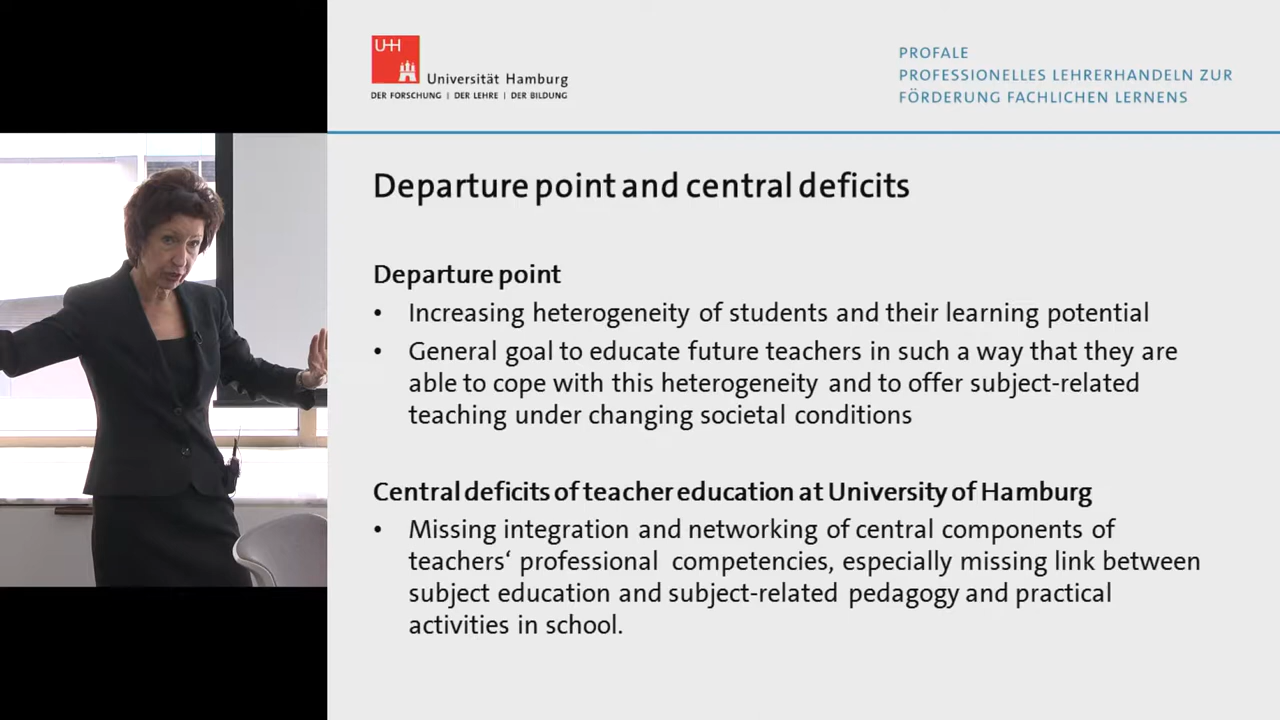 UH
Universität Hamburg
DER FORSCHUNG | DER LEHRE | DER BILDUNG
PROFALE
PROFESSIONELLES LEHRERHANDELN ZUR
FÖRDERUNG FACHLICHEN LERNENS
Departure point and central deficits
Departure point
• Increasing heterogeneity of students and their learning potential
• General goal to educate future teachers in such a way that they are
able to cope with this heterogeneity and to offer subject-related
teaching under changing societal conditions
Central deficits of teacher education at University of Hamburg
• Missing integration and networking of central components of
teachers‘ professional competencies, especially missing link between
subject education and subject-related pedagogy and practical
activities in school.